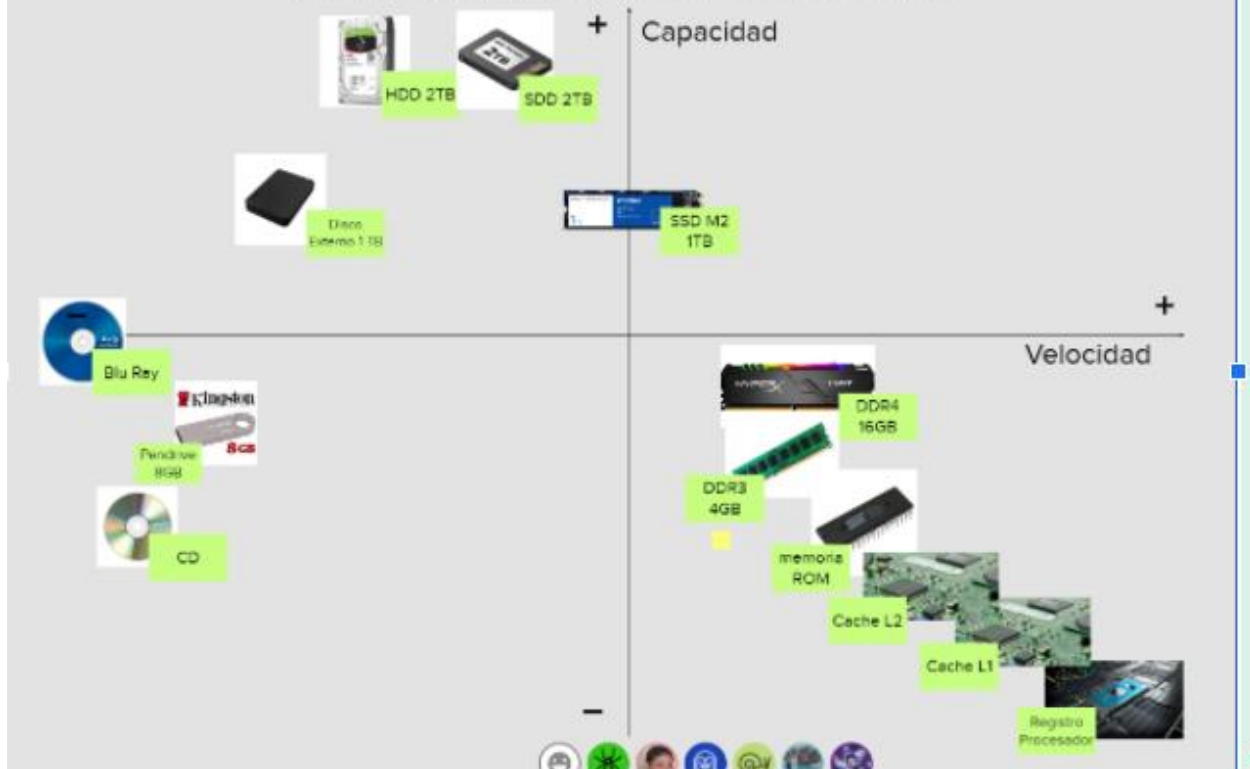 +
Capacidad
HDD 2TB
2TB
SDD 2TB
Disco
Externo 1 TB
SSD M2
1TB
+
Velocidad
Blu Ray
Kingston
8GB
Pendrive
8GB
CD
DDR4
16GB
DDR3
4GB
memoria
ROM
Cache L2
Cache L1
Registro
Procesador
−